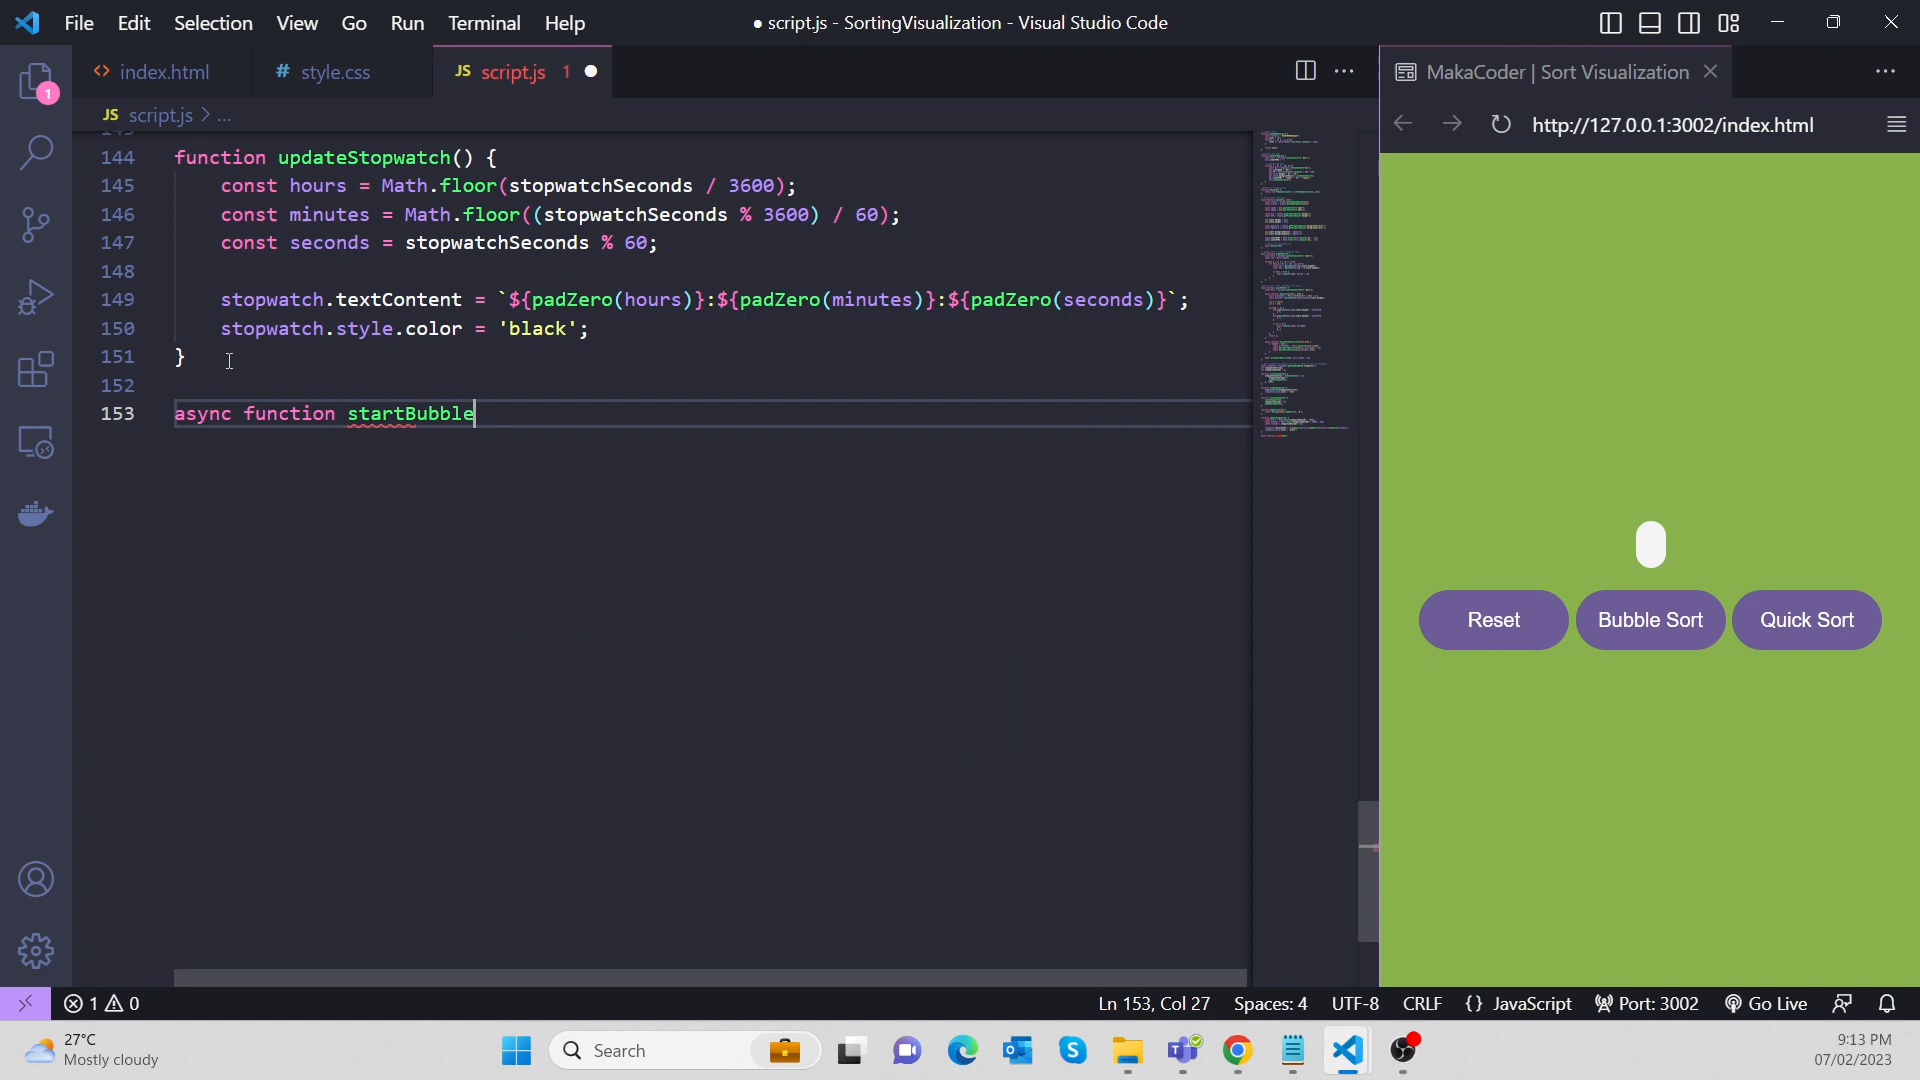 File Edit Selection View Go Run Terminal Help
● script.js - SortingVisualization - Visual Studio Code
1
<> index.html
# style.css
JS script.js 1 ●
MakaCoder | Sort Visualization
JS script.js > ...
http://127.0.0.1:3002/index.html
144 function updateStopwatch() {
145 const hours = Math.floor(stopwatchSeconds / 3600);
146 const minutes = Math.floor((stopwatchSeconds % 3600) / 60);
147 const seconds = stopwatchSeconds % 60;
148
149 stopwatch.textContent = `${padZero(hours)}:${padZero(minutes)}:${padZero(seconds)}`;
150 stopwatch.style.color = 'black';
151 }
152
153 async function startBubble
Reset
Bubble Sort
Quick Sort
1 0
Ln 153, Col 27 Spaces: 4 UTF-8 CRLF {} JavaScript Port: 3002 Go Live
27°C
Mostly cloudy
Search
9:13 PM
07/02/2023